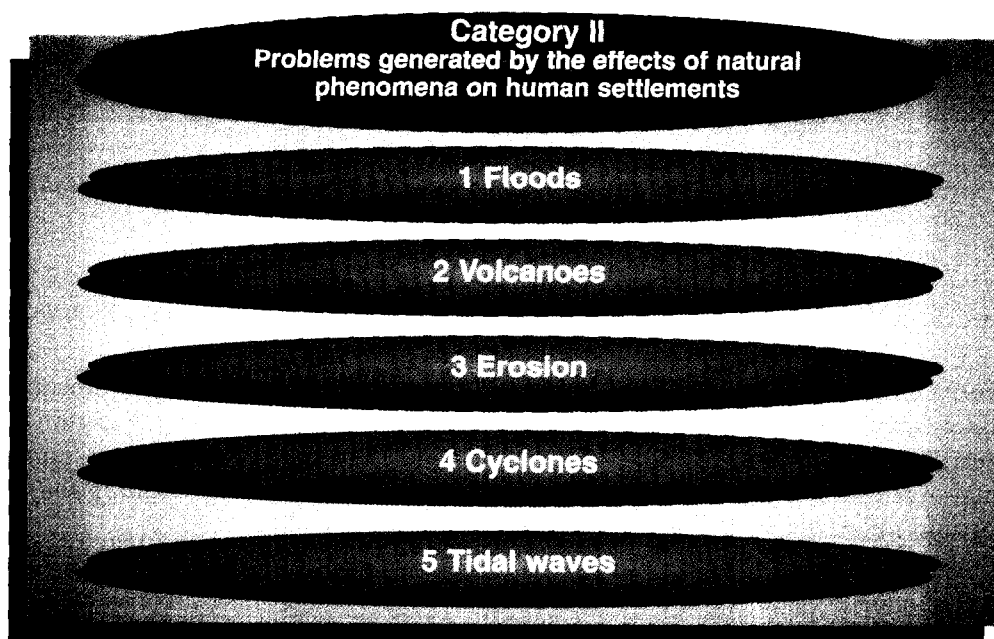 Category II
Problems generated by the effects of natural
phenomena on human settlements
1 Floods
2 Volcanoes
3 Erosion
4 Cyclones
5 Tidal waves